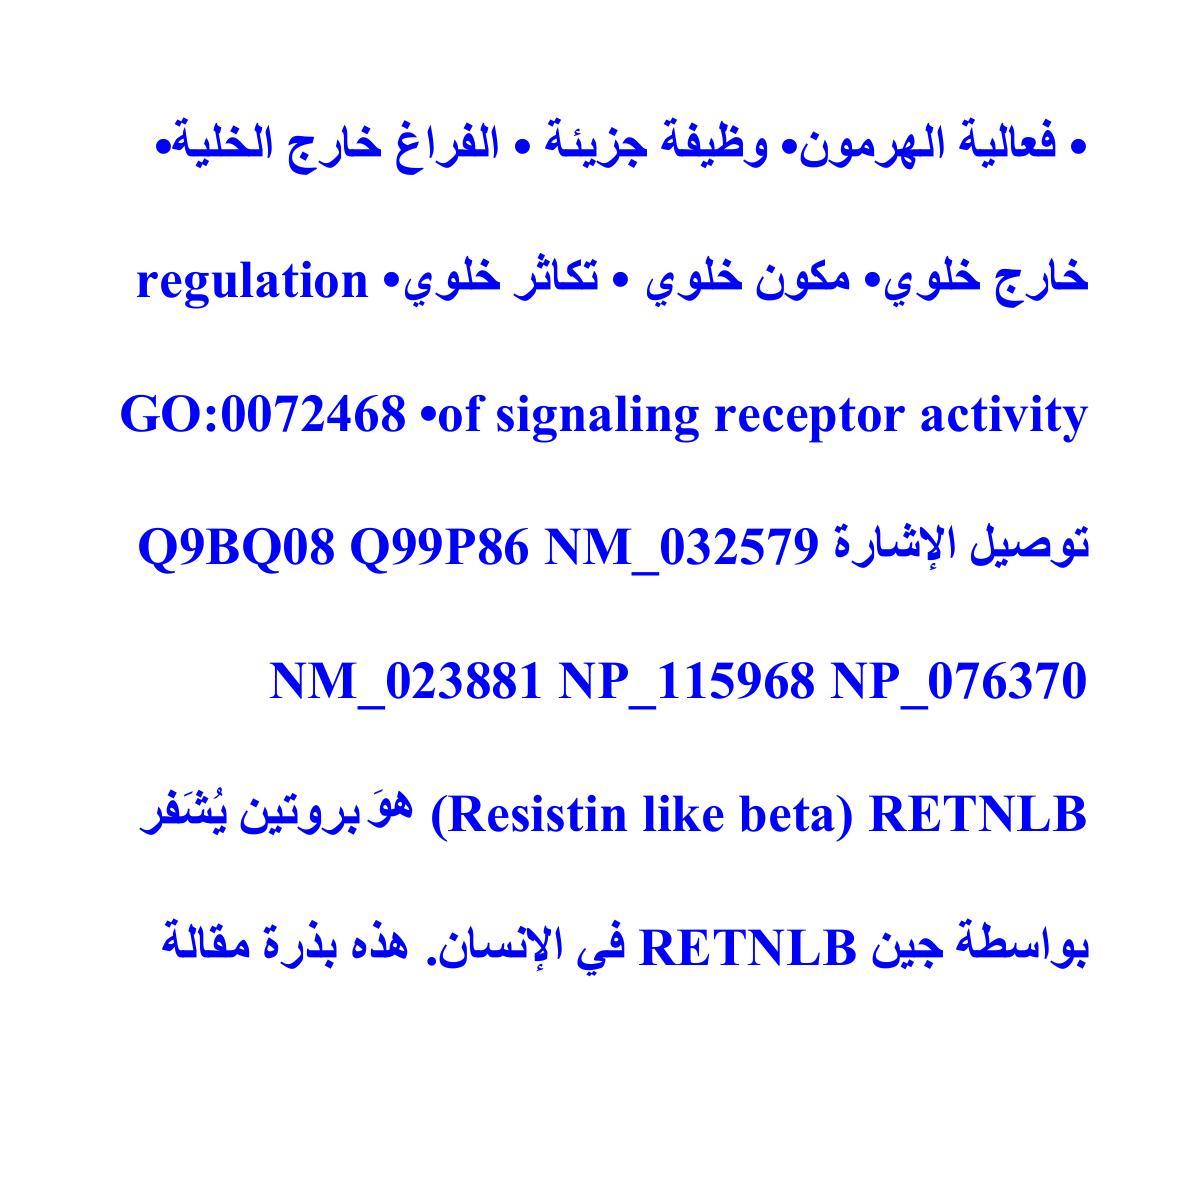 • فعالية الهرمون• وظيفة جزيئة • الفراغ خارج الخلية•
خارج خلوي• مكون خلوي • تكاثر خلوي• regulation
of signaling receptor activity• GO:0072468
توصيل الإشارة Q9BQ08 Q99P86 NM_032579
NM_023881 NP_115968 NP_076370
RETNLB (Resistin like beta) هوَ بروتين يُشَفر
بواسطة جين RETNLB في الإنسان. هذه بذرة مقالة